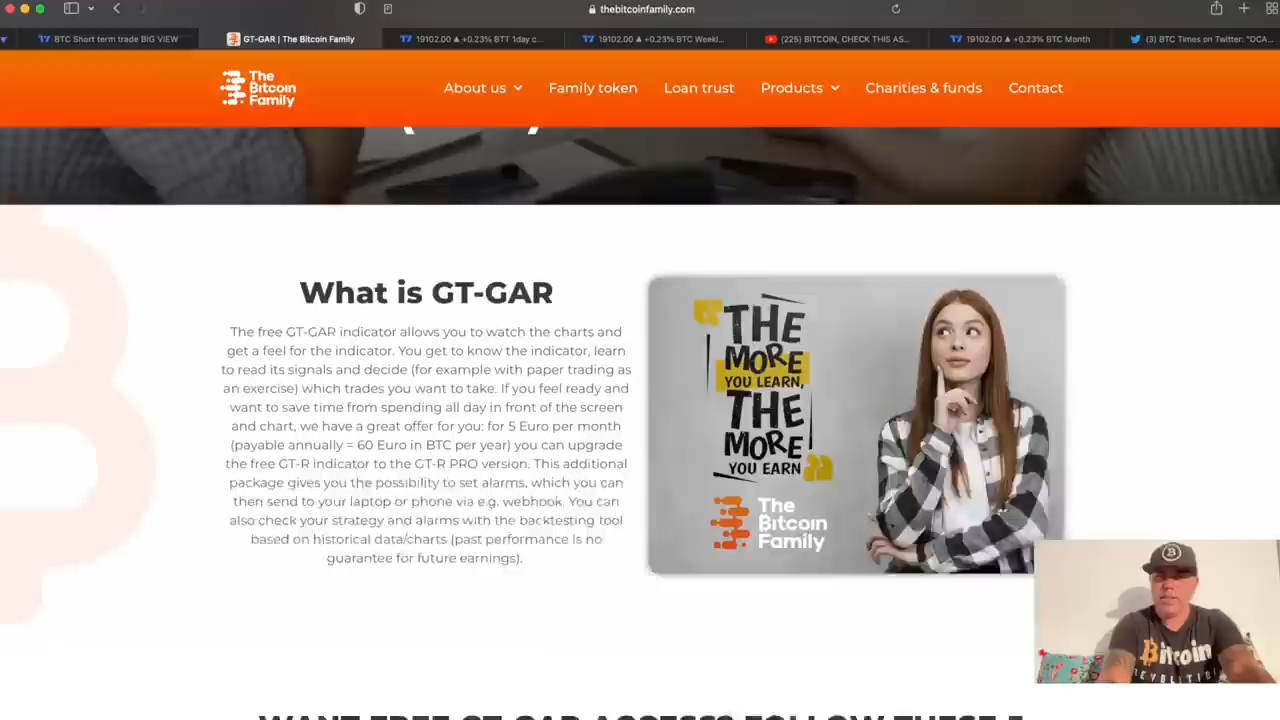 thebitcoinfamily.com
BTC Short term trade BIG VIEW
GT-GAR | The Bitcoin Family
19102.00 ▲ +0.23% BTT 1day c...
19102.00 ▲ +0.23% BTC Weekl...
(225) BITCOIN, CHECK THIS AS...
19102.00 ▲ +0.23% BTC Month
(3) BTC Times on Twitter: "DCA...
The
Bitcoin
Family
About us
Family token
Loan trust
Products
Charities & funds
Contact
What is GT-GAR
The free GT-GAR indicator allows you to watch the charts and
get a feel for the indicator. You get to know the indicator, learn
to read its signals and decide (for example with paper trading as
an exercise) which trades you want to take. If you feel ready and
want to save time from spending all day in front of the screen
and chart, we have a great offer for you: for 5 Euro per month
(payable annually = 60 Euro in BTC per year) you can upgrade
the free GT-R indicator to the GT-R PRO version. This additional
package gives you the possibility to set alarms, which you can
then send to your laptop or phone via e.g. webhook. You can
also check your strategy and alarms with the backtesting tool
based on historical data/charts (past performance is no
guarantee for future earnings).
THE
MORE
YOU LEARN,
THE
MORE
YOU EARN
The
Bitcoin
Family
Bitcoin
REVOLUTION
WANT FREE GT-GAR ACCESS? FOLLOW THESE 5